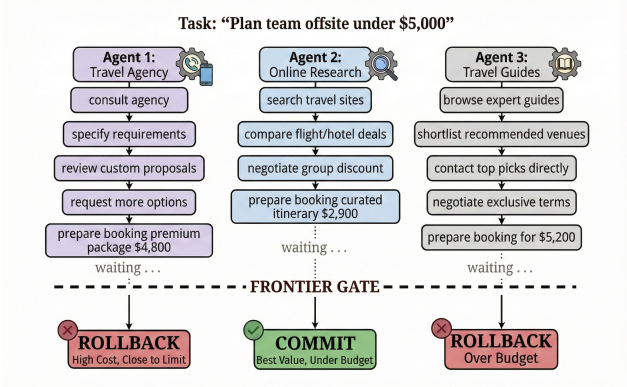 Task: “Plan team offsite under $5,000”
Agent 1:
Travel Agency
consult agency
specify requirements
review custom proposals
request more options
prepare booking premium
package $4,800
waiting . . .
Agent 2:
Online Research
search travel sites
compare flight/hotel deals
negotiate group discount
prepare booking curated
itinerary $2,900
waiting . . .
Agent 3:
Travel Guides
browse expert guides
shortlist recommended venues
contact top picks directly
negotiate exclusive terms
prepare booking for $5,200
waiting . . .
FRONTIER GATE
ROLLBACK
High Cost, Close to Limit
COMMIT
Best Value, Under Budget
ROLLBACK
Over Budget